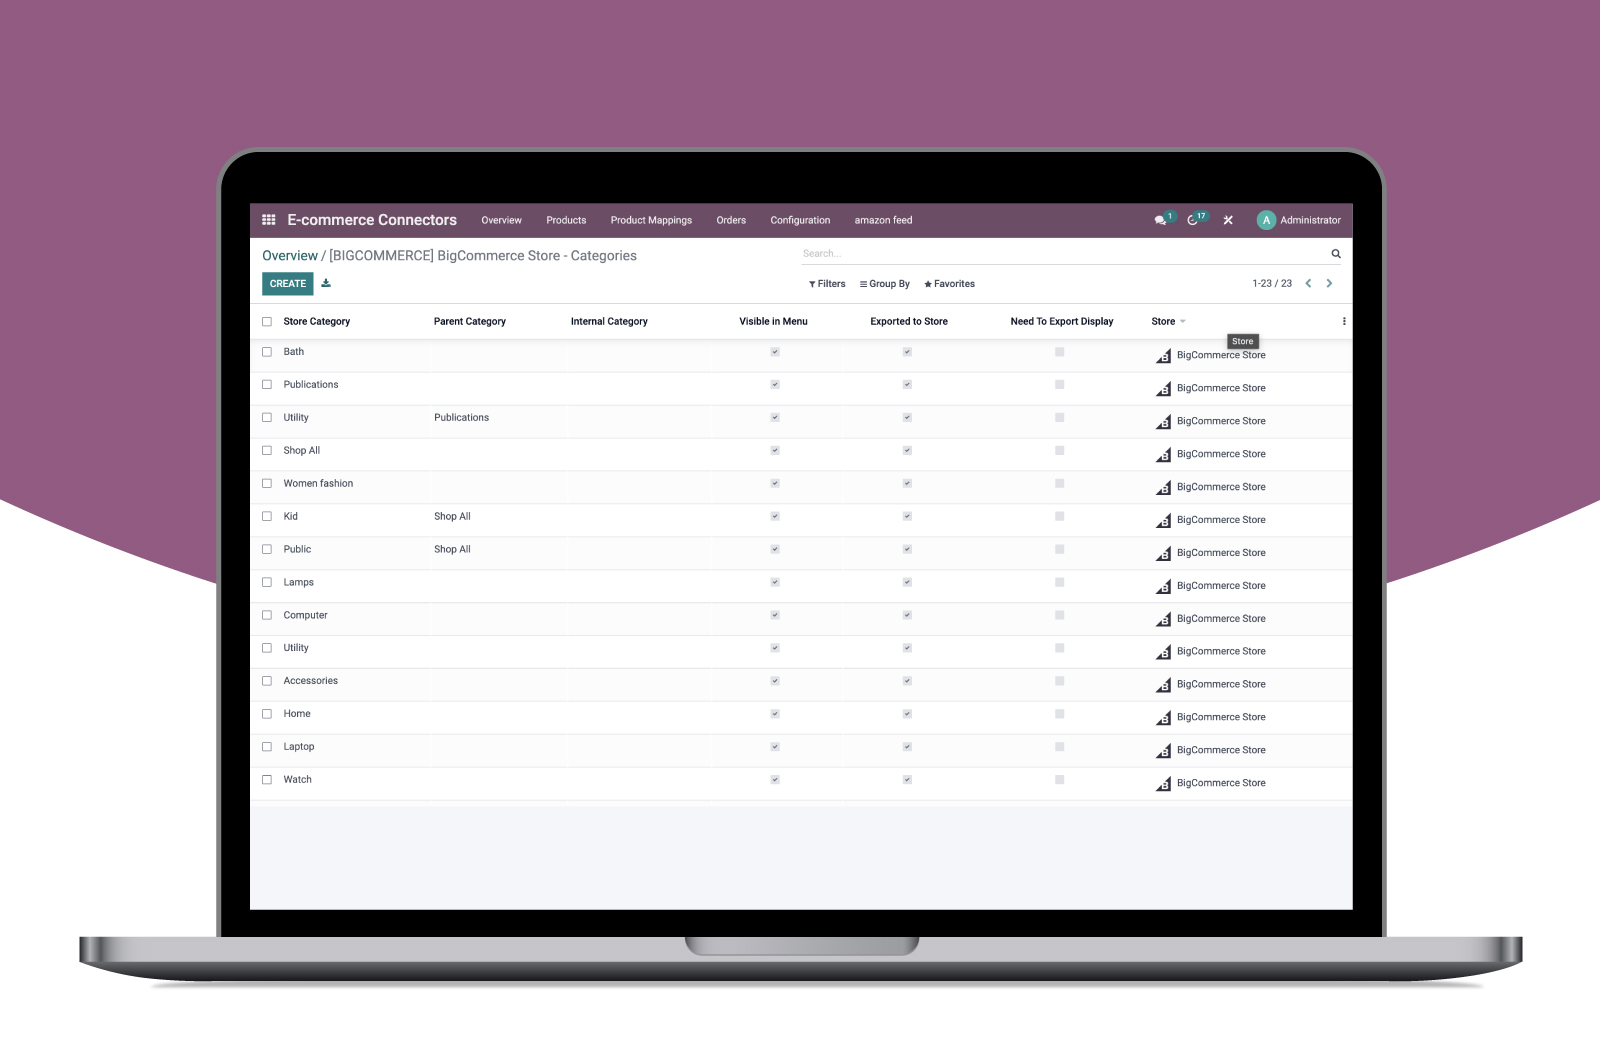 E-commerce Connectors Overview Products Product Mappings Orders Configuration amazon feed 1 17 A Administrator
Overview / [BIGCOMMERCE] BigCommerce Store - Categories Search...
CREATE Filters Group By Favorites 1-23 / 23
Store Category Parent Category Internal Category Visible in Menu Exported to Store Need To Export Display Store
Store
Bath B BigCommerce Store
Publications B BigCommerce Store
Utility Publications B BigCommerce Store
Shop All B BigCommerce Store
Women fashion B BigCommerce Store
Kid Shop All B BigCommerce Store
Public Shop All B BigCommerce Store
Lamps B BigCommerce Store
Computer B BigCommerce Store
Utility B BigCommerce Store
Accessories B BigCommerce Store
Home B BigCommerce Store
Laptop B BigCommerce Store
Watch B BigCommerce Store